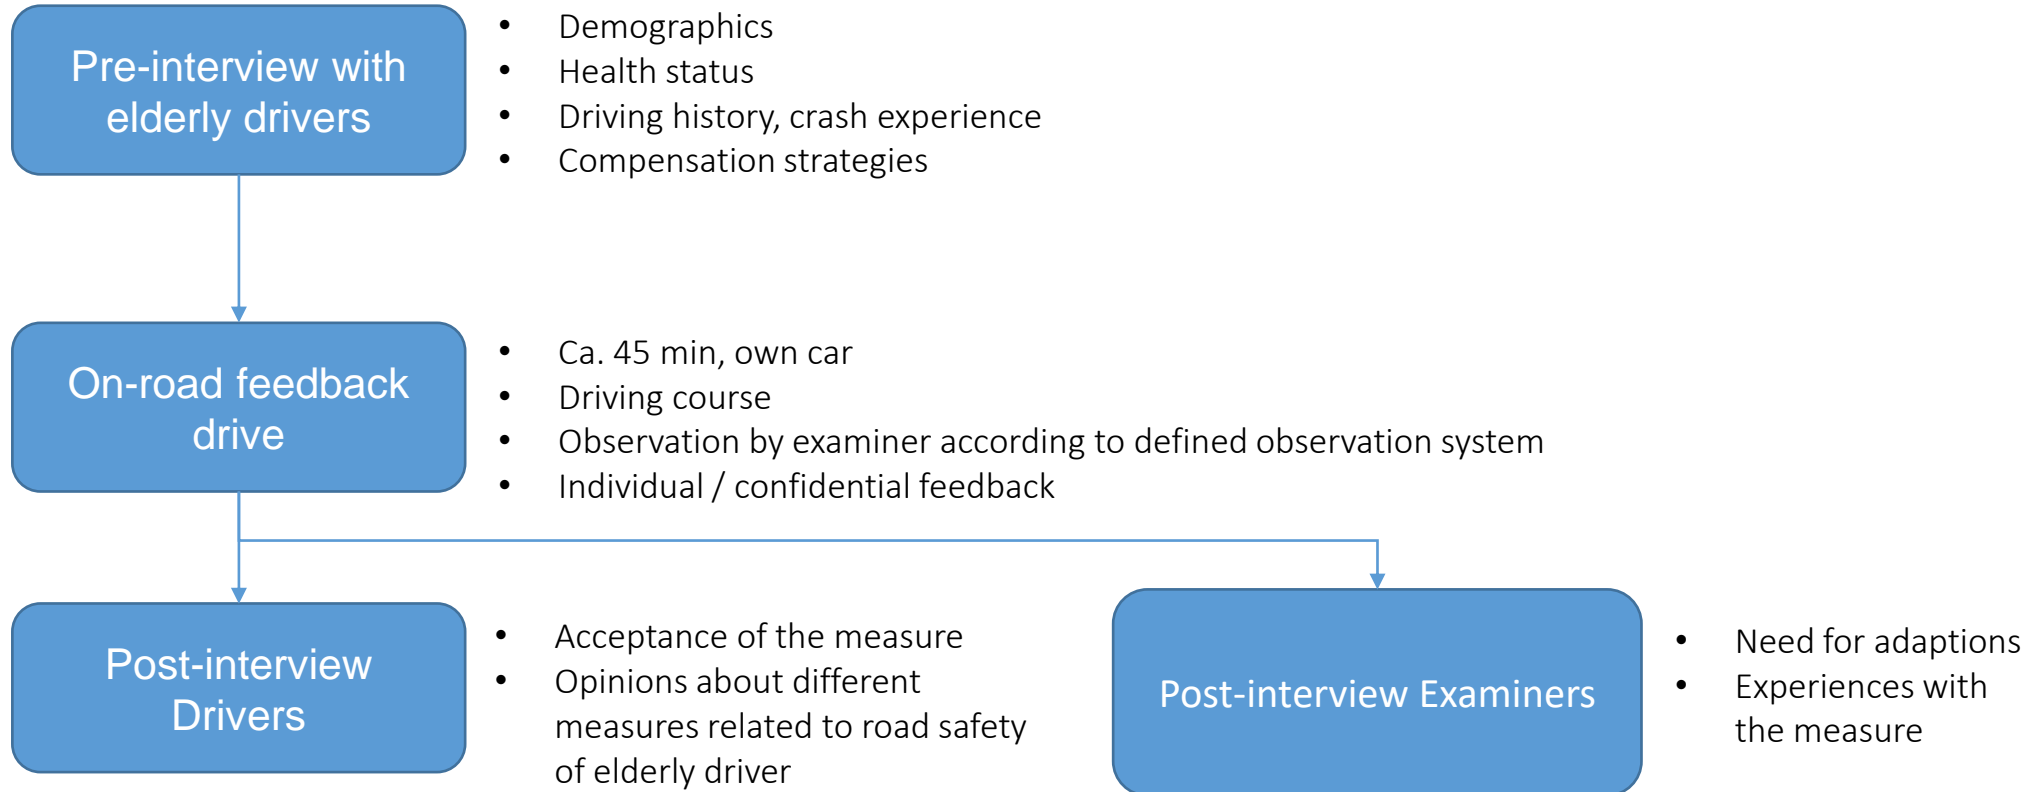 Pre-interview with
elderly drivers
• Demographics
• Health status
• Driving history, crash experience
• Compensation strategies
On-road feedback
drive
• Ca. 45 min, own car
• Driving course
• Observation by examiner according to defined observation system
• Individual / confidential feedback
Post-interview
Drivers
• Acceptance of the measure
• Opinions about different
measures related to road safety
of elderly driver
Post-interview Examiners
• Need for adaptions
• Experiences with
the measure